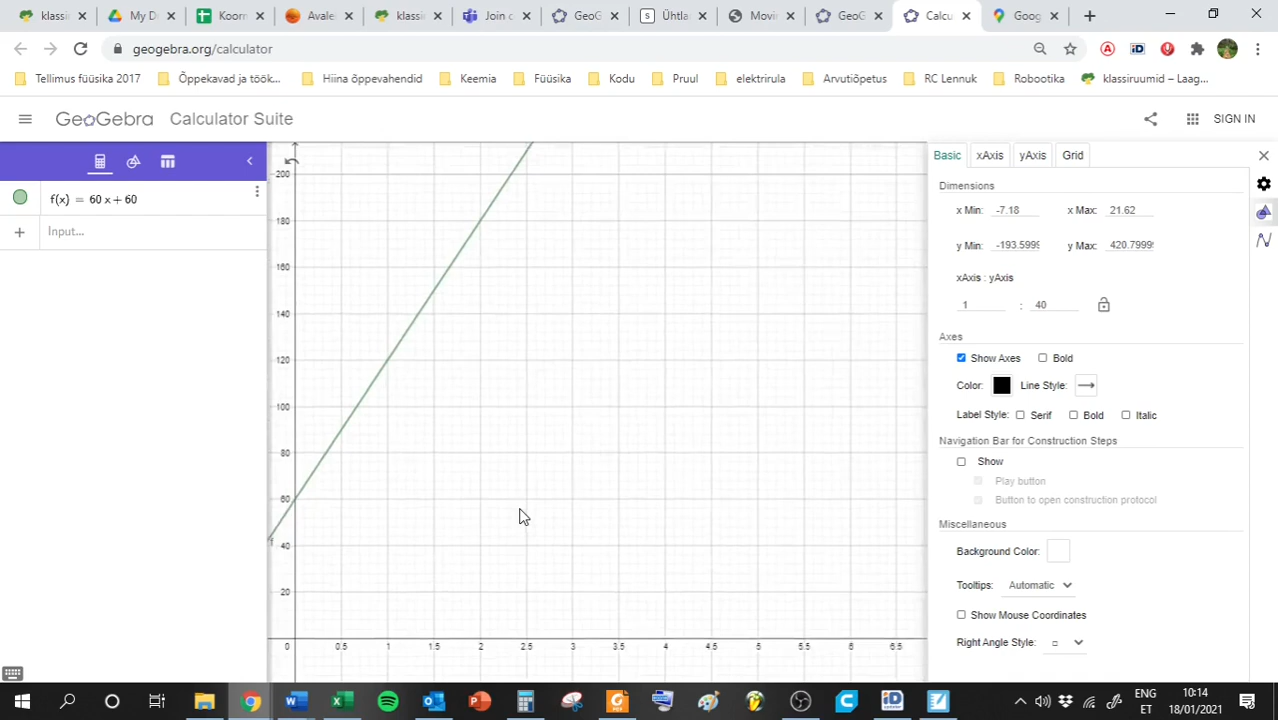 klassi
My D
Koorm
Avale
klassi
Join c
GeoG
Ühtla
Movin
GeoG
Calcu
Goog
geogebra.org/calculator
Tellimus füüsika 2017
Õppekavad ja töök...
Hiina õppevahendid
Keemia
Füüsika
Kodu
Pruul
elektrirula
Arvutiõpetus
RC Lennuk
Robootika
klassiruumid – Laag...
GeoGebra Calculator Suite
SIGN IN
f(x) = 60 x + 60
Input...
200
180
160
140
120
100
80
60
40
20
f
0 0.5 1 1.5 2 2.5 3 3.5 4 4.5 5 5.5 6 6.5
Basic xAxis yAxis Grid
Dimensions
x Min: -7.18 x Max: 21.62
y Min: -193.5999 y Max: 420.79999
xAxis : yAxis
1 : 40
Axes
Show Axes Bold
Color: Line Style:
Label Style: Serif Bold Italic
Navigation Bar for Construction Steps
Show
Play button
Button to open construction protocol
Miscellaneous
Background Color:
Tooltips: Automatic
Show Mouse Coordinates
Right Angle Style:
ENG
ET
10:14
18/01/2021